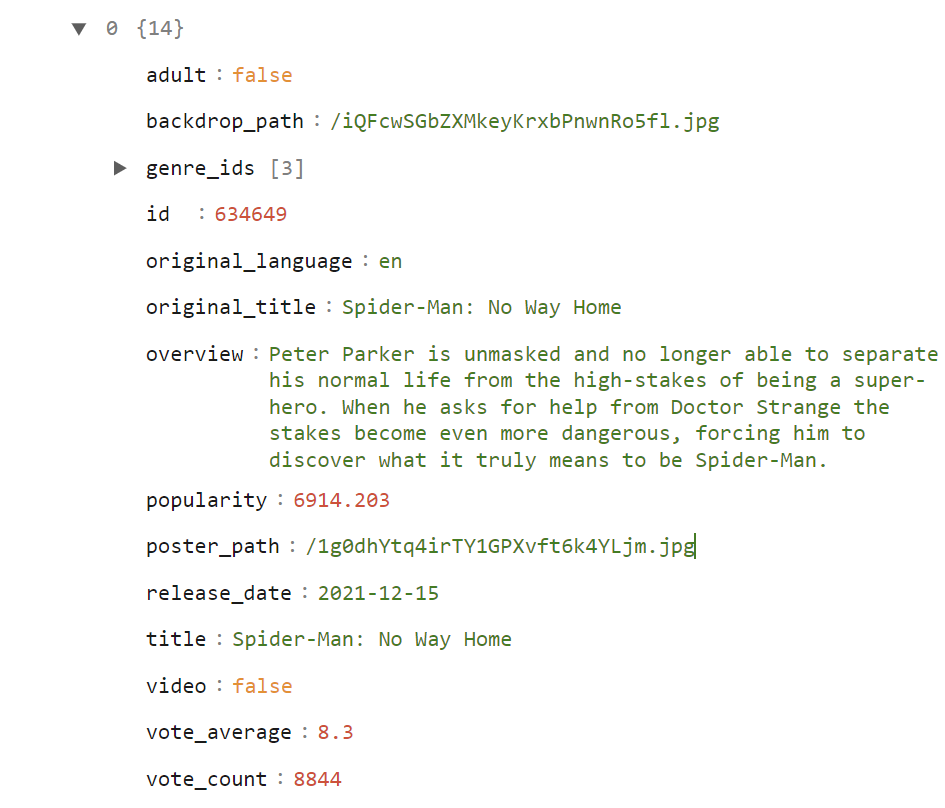 0 {14}
adult : false
backdrop_path : /iQFcwSGbZXMkeyKrxbPnwnRo5fl.jpg
genre_ids [3]
id : 634649
original_language : en
original_title : Spider-Man: No Way Home
overview : Peter Parker is unmasked and no longer able to separate
his normal life from the high-stakes of being a super-
hero. When he asks for help from Doctor Strange the
stakes become even more dangerous, forcing him to
discover what it truly means to be Spider-Man.
popularity : 6914.203
poster_path : /1g0dhYtq4irTY1GPXvft6k4YLjm.jpg
release_date : 2021-12-15
title : Spider-Man: No Way Home
video : false
vote_average : 8.3
vote_count : 8844